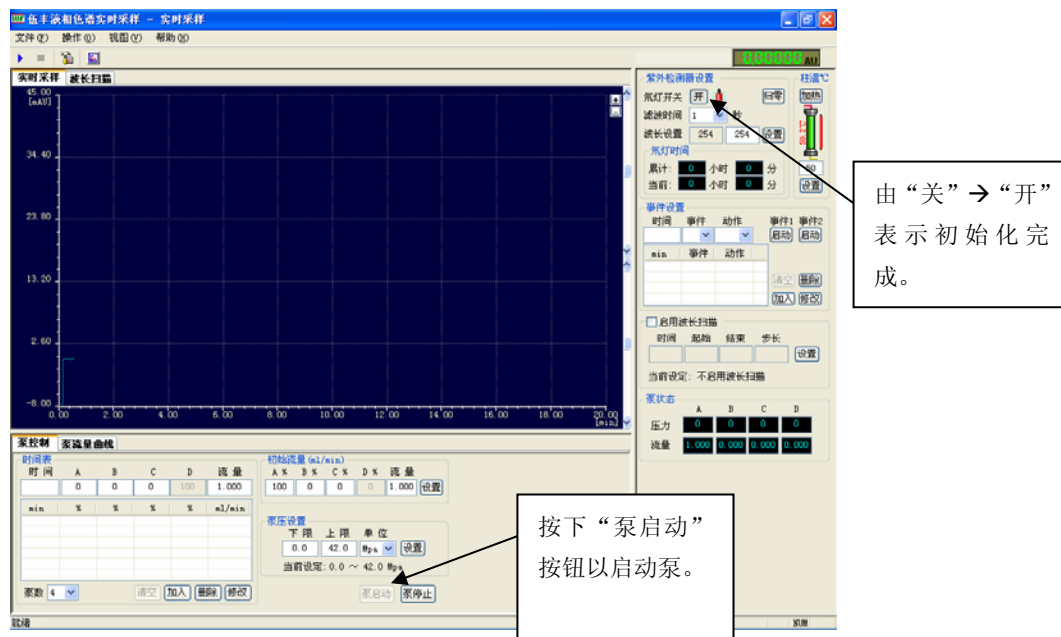 伍丰液相色谱实时采样 - 实时采样
文件(F) 操作(O) 视图(V) 帮助(X)
0.00000 AU
实时采样 波长扫描
45.00
[mAU]
34.40
23.80
13.20
2.60
-8.00
0.00 2.00 4.00 6.00 8.00 10.00 12.00 14.00 16.00 18.00 20.00
[min]
紫外检测器设置
氘灯开关 开 归零
滤波时间 1 秒
波长设置 254 254 设置
氘灯时间
累计: 0 小时 0 分
当前: 0 小时 0 分
柱温℃
加热
60
设置
由“关”→“开”
表示初始化完
成。
事件设置
时间 事件 动作 事件1 事件2
启动 启动
min 事件 动作
清空 删除
加入 修改
启用波长扫描
时间 起始 结束 步长
设置
当前设定: 不启用波长扫描
泵状态
A B C D
压力 0 0 0 0
流量 1.000 0.000 0.000 0.000
泵控制 泵流量曲线
时间表
时间 A B C D 流量
0 0 0 100 1.000
min % % % % ml/min
泵数 4 清空 加入 删除 修改
初始流量(ml/min)
A% B% C% D% 流量
100 0 0 0 1.000 设置
泵压设置
下限 上限 单位
0.0 42.0 Mpa 设置
当前设定: 0.0 ～ 42.0 Mpa
泵启动 泵停止
按下“泵启动”
按钮以启动泵。
就绪